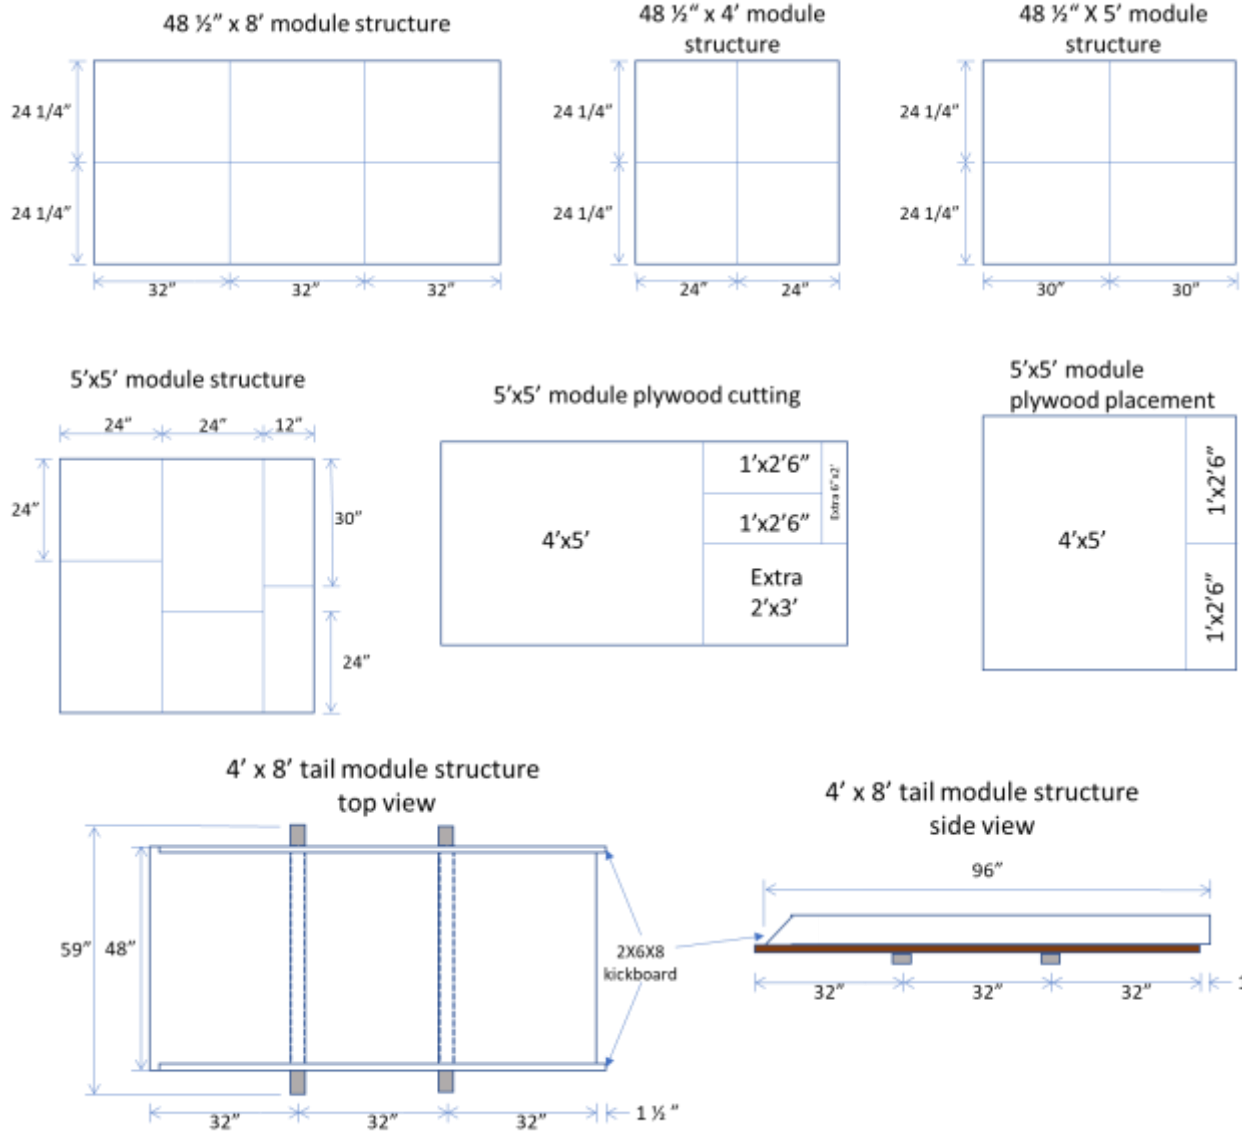 48 ½“ x 8’ module structure
48 ½“ x 4’ module
structure
48 ½“ X 5’ module
structure
24 1/4”
24 1/4”
32”
32”
32”
24 1/4”
24 1/4”
24”
24”
24 1/4”
24 1/4”
30”
30”
5’x5’ module structure
24”
24”
12”
24”
30”
24”
5’x5’ module plywood cutting
4’x5’
1’x2’6”
1’x2’6”
Extra 6”x2’
Extra
2’x3’
5’x5’ module
plywood placement
4’x5’
1’x2’6”
1’x2’6”
4’ x 8’ tail module structure
top view
59”
48”
32”
32”
32”
1 ½ ”
2X6X8
kickboard
4’ x 8’ tail module structure
side view
96”
32”
32”
32”